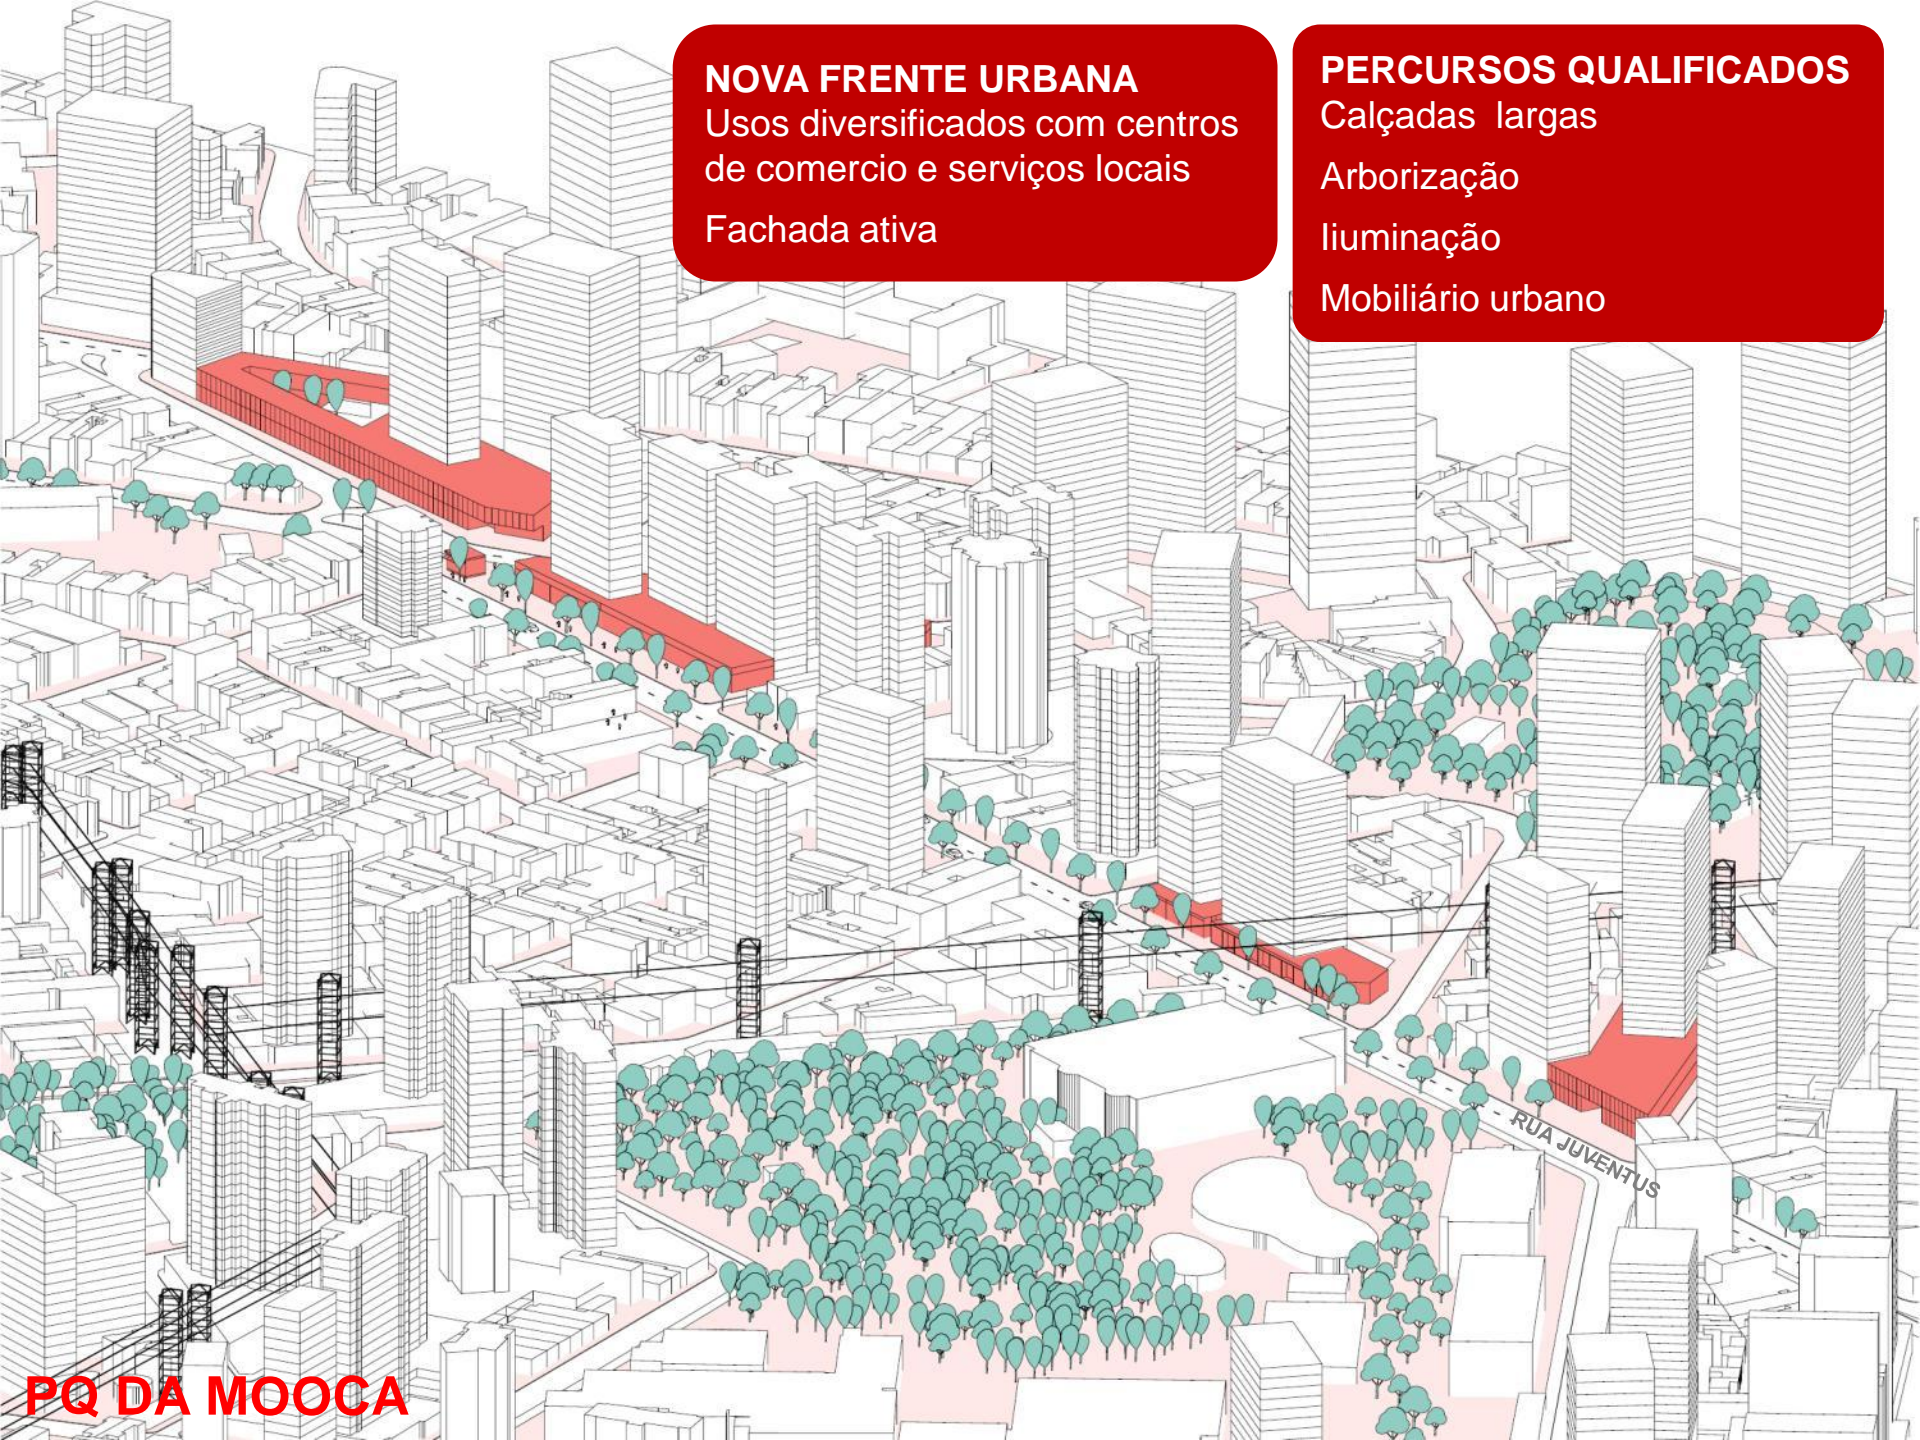 NOVA FRENTE URBANA
Usos diversificados com centros
de comercio e serviços locais
Fachada ativa
PERCURSOS QUALIFICADOS
Calçadas  largas
Arborização
Iiuminação
Mobiliário urbano
RUA JUVENTUS
PQ DA MOOCA